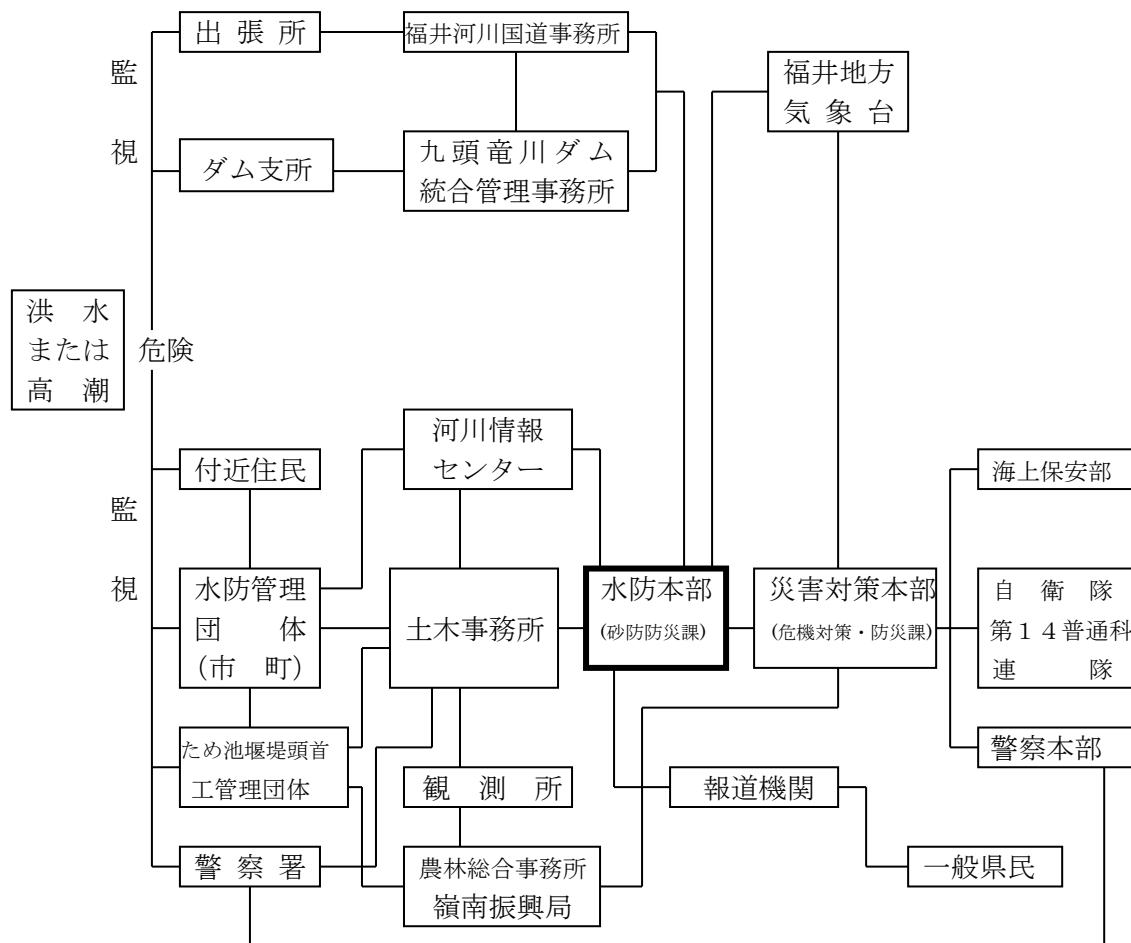 出張所
福井河川国道事務所
監
視
福井地方
気象台
ダム支所
九頭竜川ダム
統合管理事務所
洪水
または
高潮
危険
河川情報
センター
付近住民
海上保安部
監
視
水防管理
団体
(市町)
土木事務所
水防本部
(砂防防災課)
災害対策本部
(危機対策・防災課)
自衛隊
第14普通科
連隊
ため池堰堤頭首
工管理団体
観測所
報道機関
警察本部
警察署
農林総合事務所
嶺南振興局
一般県民